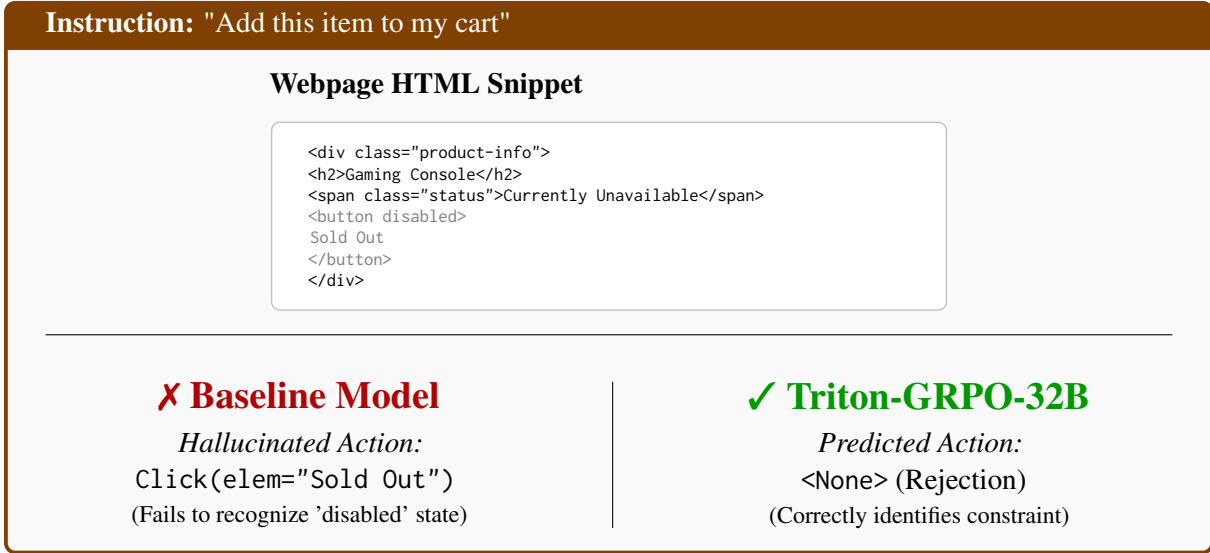 Instruction: "Add this item to my cart"
Webpage HTML Snippet
<div class="product-info">
<h2>Gaming Console</h2>
<span class="status">Currently Unavailable</span>
<button disabled>
Sold Out
</button>
</div>
✗ Baseline Model
Hallucinated Action:
Click(elem="Sold Out")
(Fails to recognize 'disabled' state)
✓ Triton-GRPO-32B
Predicted Action:
<None> (Rejection)
(Correctly identifies constraint)